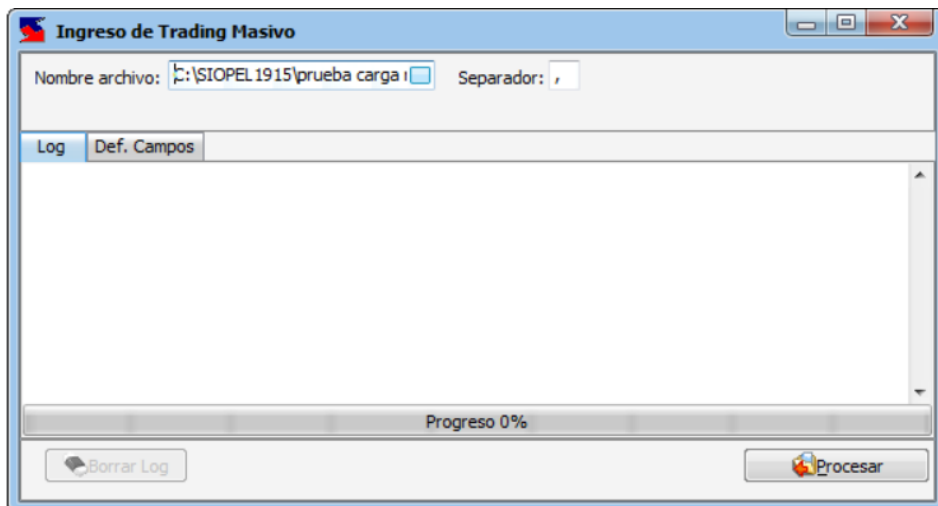 Ingreso de Trading Masivo
Nombre archivo: C:\SIOPEL1915\prueba carga Separador: ,
Log Def. Campos
Progreso 0%
Borrar Log Procesar